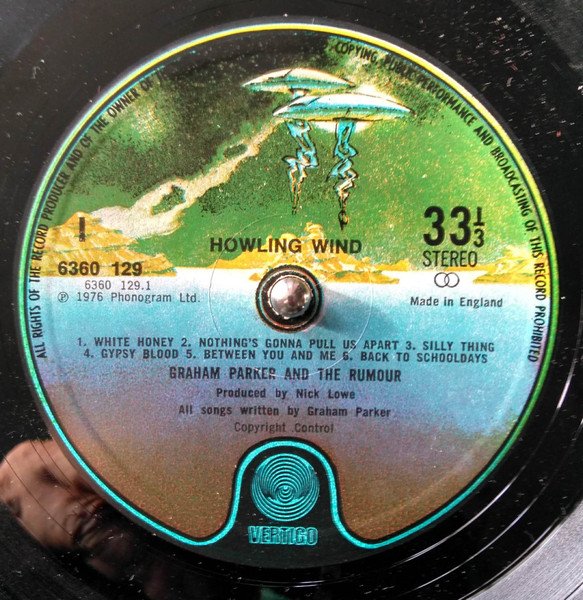 ALL RIGHTS OF THE RECORD PRODUCER AND OF THE OWNER OF
COPYING PUBLIC PERFORMANCE AND BROADCASTING OF THIS RECORD PROHIBITED
HOWLING WIND
1
6360 129
6360 129.1
Ⓟ 1976 Phonogram Ltd.
33⅓
STEREO
Made in England
1. WHITE HONEY 2. NOTHING'S GONNA PULL US APART 3. SILLY THING
4. GYPSY BLOOD 5. BETWEEN YOU AND ME 6. BACK TO SCHOOLDAYS
GRAHAM PARKER AND THE RUMOUR
Produced by Nick Lowe
All songs written by Graham Parker
Copyright Control
VERTIGO